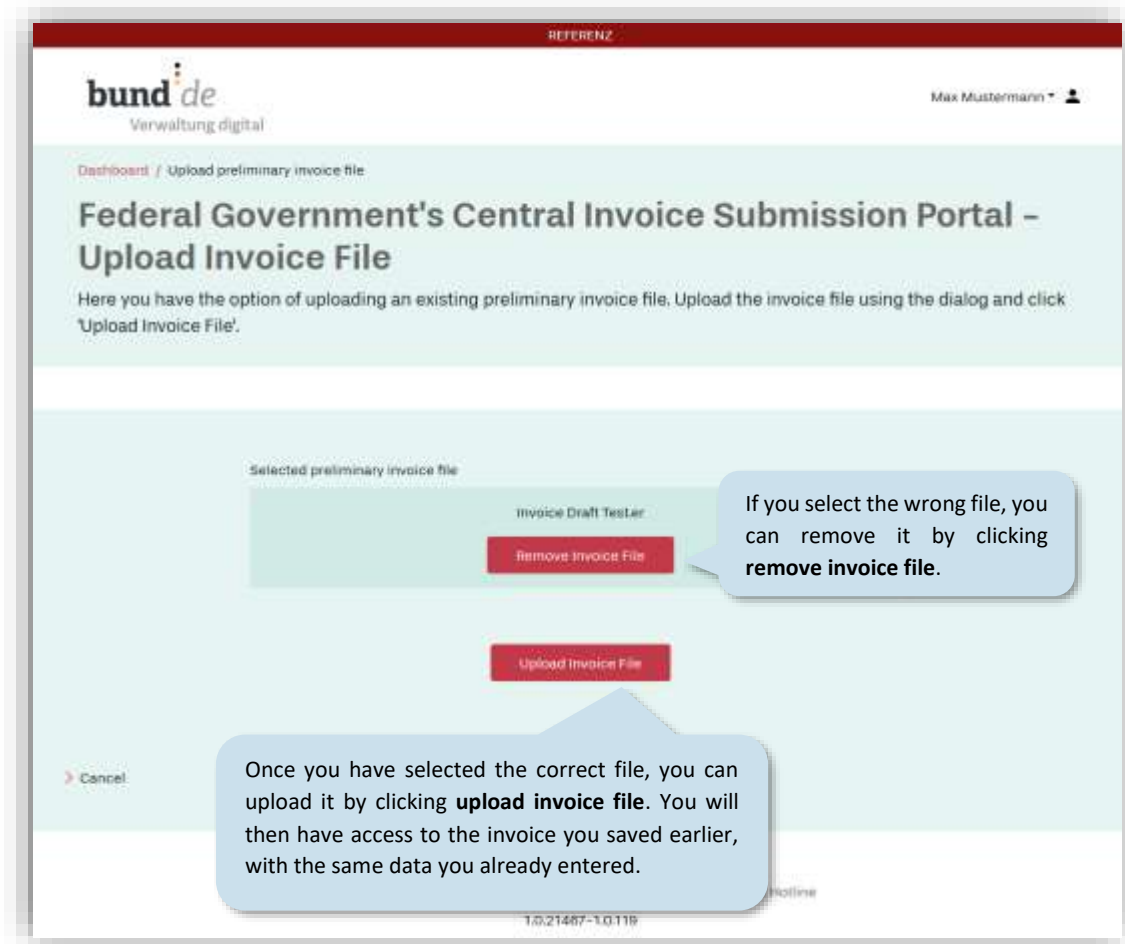 REFERENZ
bund de
Verwaltung digital
Max Mustermann
Dashboard / Upload preliminary invoice file
Federal Government's Central Invoice Submission Portal –
Upload Invoice File
Here you have the option of uploading an existing preliminary invoice file. Upload the invoice file using the dialog and click
'Upload Invoice File'.
Selected preliminary invoice file
Invoice Draft Tester
Remove Invoice File
If you select the wrong file, you
can remove it by clicking
remove invoice file.
Upload Invoice File
Once you have selected the correct file, you can
upload it by clicking upload invoice file. You will
then have access to the invoice you saved earlier,
with the same data you already entered.
Cancel
Hotline
1.0.21467-1.0.119